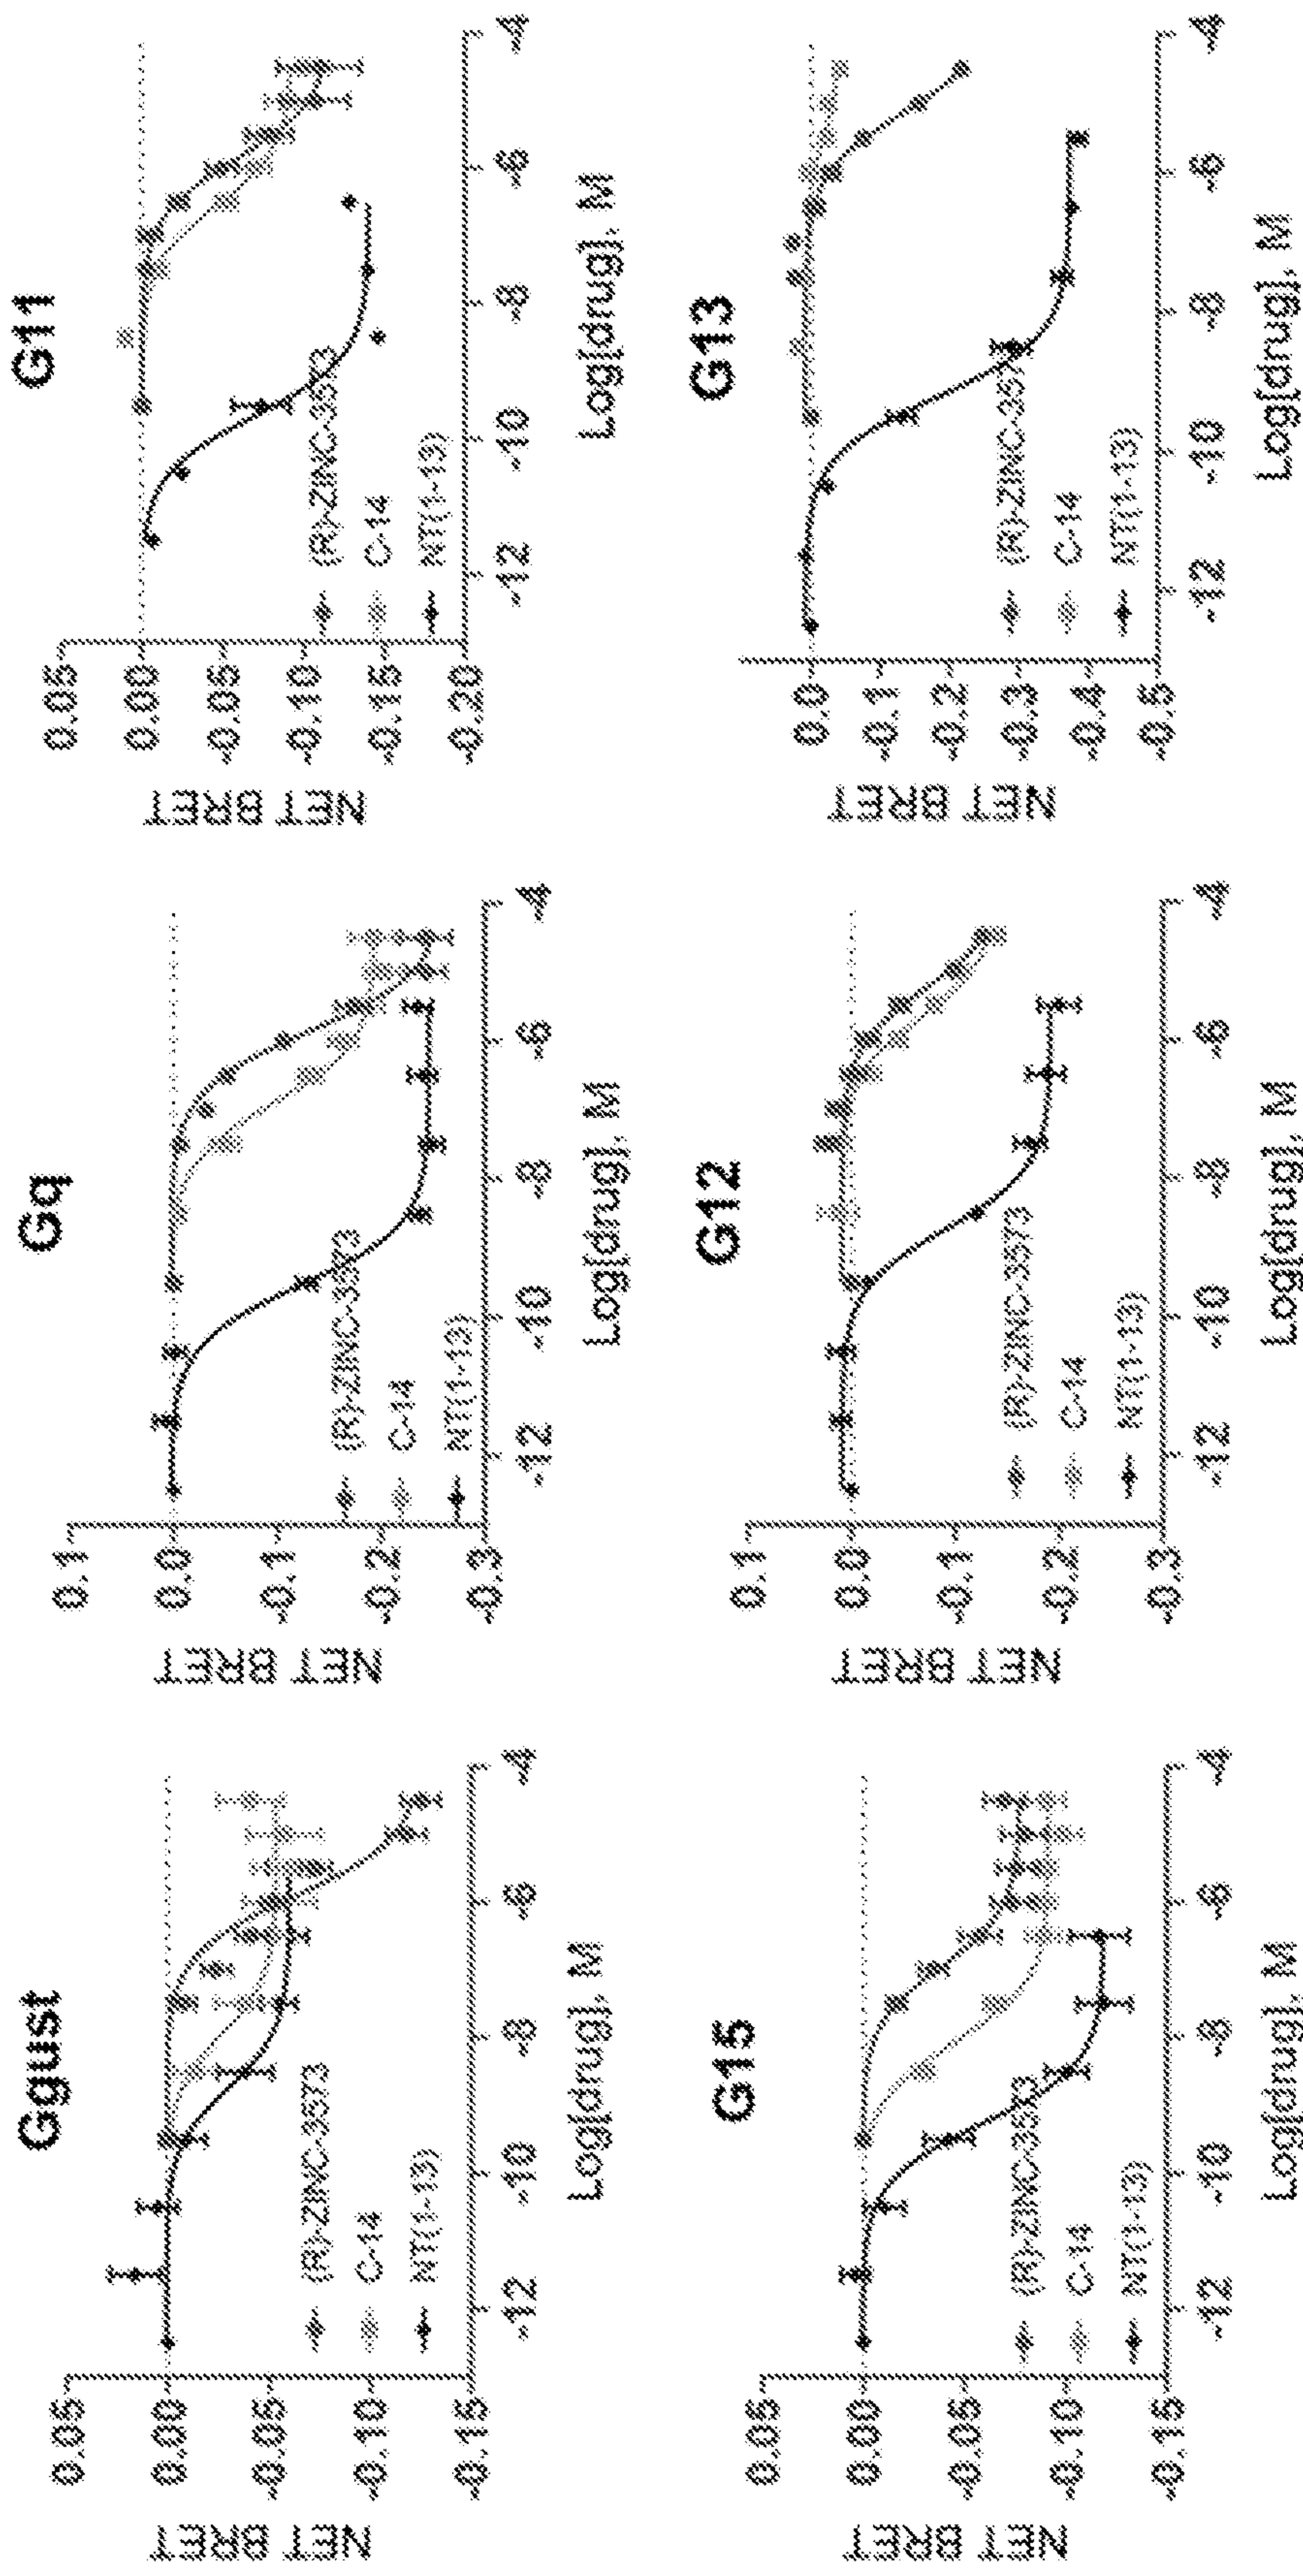 Ggust
NET BRET
0.05
0.00
-0.05
-0.10
-0.15
(R)-ZINC-3573
C-14
NT(1-13)
-12
-10
-8
-6
-4
Log[drug], M
Gq
NET BRET
0.1
0.0
-0.1
-0.2
-0.3
(R)-ZINC-3573
C-14
NT(1-13)
-12
-10
-8
-6
-4
Log[drug], M
G11
NET BRET
0.05
0.00
-0.05
-0.10
-0.15
-0.20
(R)-ZINC-3573
C-14
NT(1-13)
-12
-10
-8
-6
-4
Log[drug], M
G15
NET BRET
0.05
0.00
-0.05
-0.10
-0.15
(R)-ZINC-3573
C-14
NT(1-13)
-12
-10
-8
-6
-4
Log[drug], M
G12
NET BRET
0.1
0.0
-0.1
-0.2
-0.3
(R)-ZINC-3573
C-14
NT(1-13)
-12
-10
-8
-6
-4
Log[drug], M
G13
NET BRET
0.0
-0.1
-0.2
-0.3
-0.4
-0.5
(R)-ZINC-3573
C-14
NT(1-13)
-12
-10
-8
-6
-4
Log[drug], M